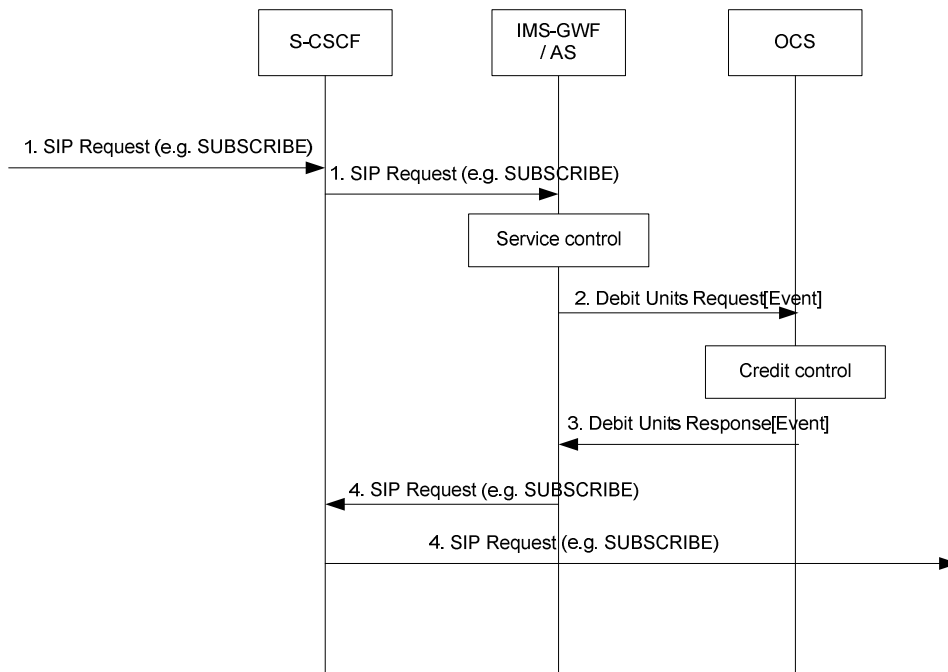 S-CSCF
IMS-GWF
/ AS
OCS
1. SIP Request (e.g. SUBSCRIBE)
1. SIP Request (e.g. SUBSCRIBE)
Service control
2. Debit Units Request[Event]
Credit control
3. Debit Units Response[Event]
4. SIP Request (e.g. SUBSCRIBE)
4. SIP Request (e.g. SUBSCRIBE)